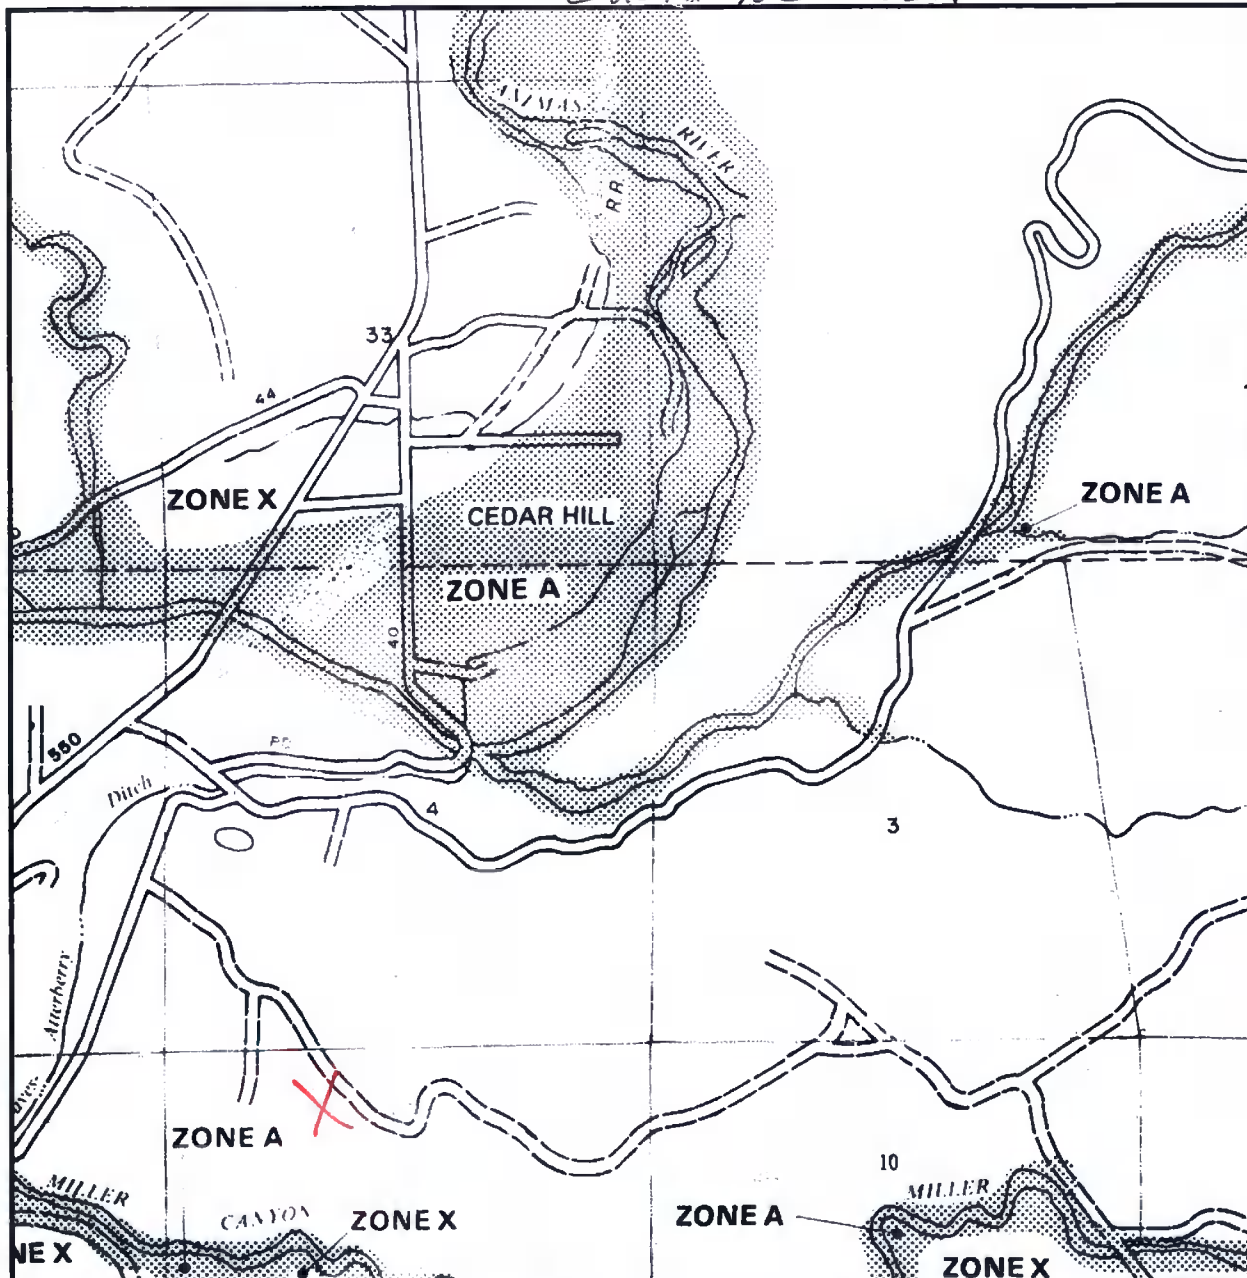 ANIMAS
RIVER
R R
33
44
ZONE X
ZONE A
CEDAR HILL
ZONE A
40
550
Ditch
4
3
Atterberry
ZONE A
10
MILLER
MILLER
CANYON
ZONE X
ZONE A
NE X
ZONE X